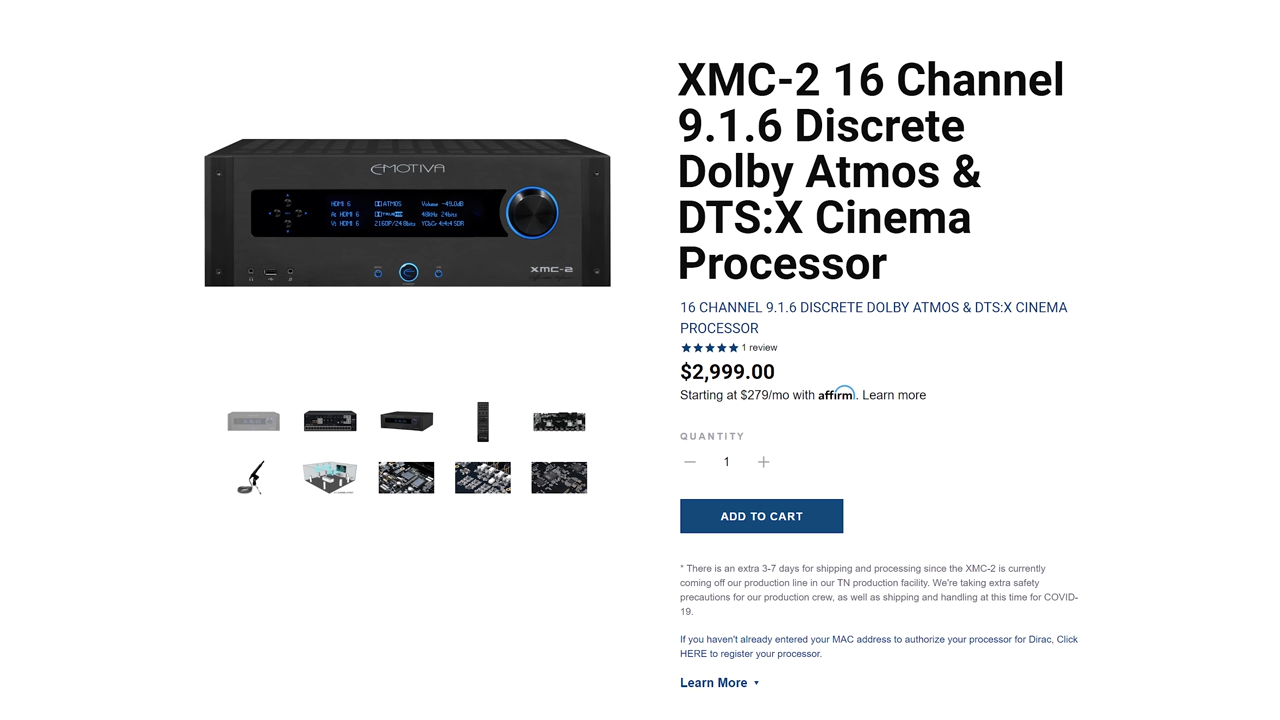 XMC-2 16 Channel
9.1.6 Discrete
Dolby Atmos &
DTS:X Cinema
Processor
16 CHANNEL 9.1.6 DISCRETE DOLBY ATMOS & DTS:X CINEMA
PROCESSOR
1 review
$2,999.00
Starting at $279/mo with affirm. Learn more
QUANTITY
1
ADD TO CART
* There is an extra 3-7 days for shipping and processing since the XMC-2 is currently
coming off our production line in our TN production facility. We're taking extra safety
precautions for our production crew, as well as shipping and handling at this time for COVID-
19.
If you haven't already entered your MAC address to authorize your processor for Dirac, Click
HERE to register your processor.
Learn More
EMOTIVA
HDMI 6 ATMOS Volume -49.0dB
A: HDMI 6 TRUEHD 48kHz 24bits
V: HDMI 6 2160P/24 8bits YCbCr 4:4:4 SDR
XMC-2